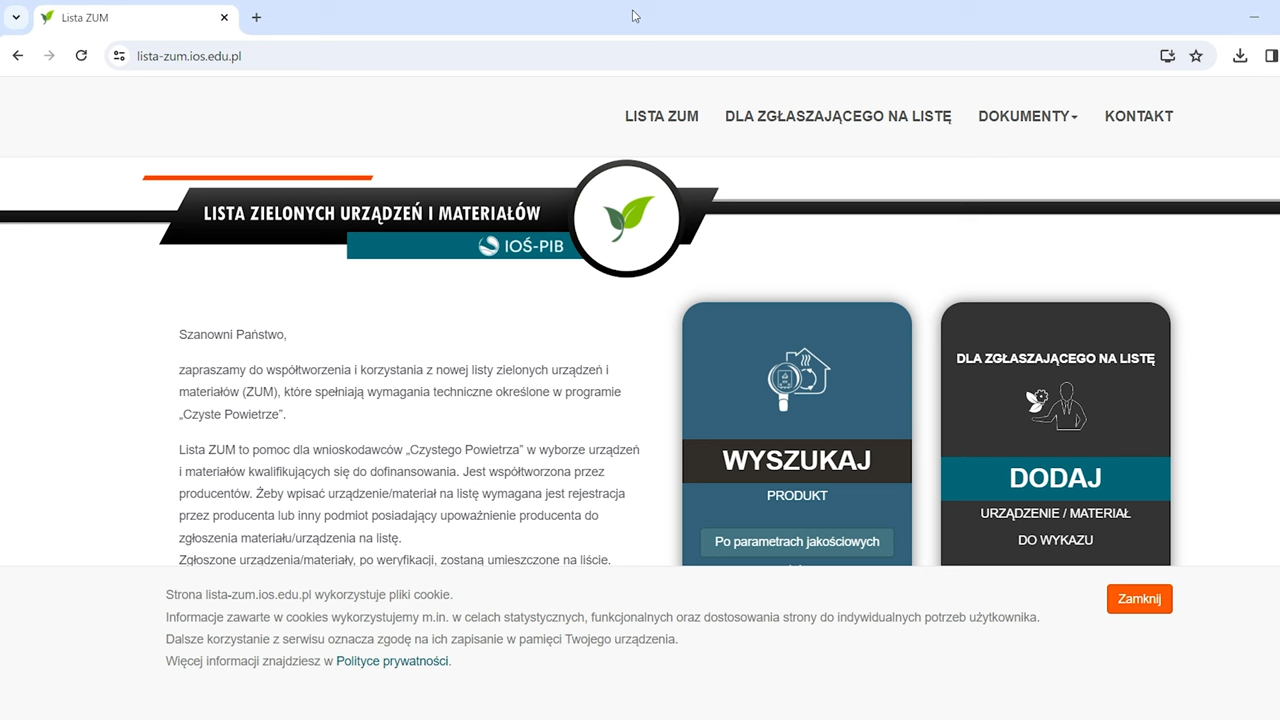 Lista ZUM
lista-zum.ios.edu.pl
LISTA ZUM
DLA ZGŁASZAJĄCEGO NA LISTĘ
DOKUMENTY
KONTAKT
LISTA ZIELONYCH URZĄDZEŃ I MATERIAŁÓW
IOŚ-PIB
Szanowni Państwo,
zapraszamy do współtworzenia i korzystania z nowej listy zielonych urządzeń i
materiałów (ZUM), które spełniają wymagania techniczne określone w programie
„Czyste Powietrze”.
Lista ZUM to pomoc dla wnioskodawców „Czystego Powietrza” w wyborze urządzeń
i materiałów kwalifikujących się do dofinansowania. Jest współtworzona przez
producentów. Żeby wpisać urządzenie/materiał na listę wymagana jest rejestracja
przez producenta lub inny podmiot posiadający upoważnienie producenta do
zgłoszenia materiału/urządzenia na listę.
Zgłoszone urządzenia/materiały, po weryfikacji, zostaną umieszczone na liście.
WYSZUKAJ
PRODUKT
Po parametrach jakościowych
DLA ZGŁASZAJĄCEGO NA LISTĘ
DODAJ
URZĄDZENIE / MATERIAŁ
DO WYKAZU
Strona lista-zum.ios.edu.pl wykorzystuje pliki cookie.
Informacje zawarte w cookies wykorzystujemy m.in. w celach statystycznych, funkcjonalnych oraz dostosowania strony do indywidualnych potrzeb użytkownika.
Dalsze korzystanie z serwisu oznacza zgodę na ich zapisanie w pamięci Twojego urządzenia.
Więcej informacji znajdziesz w Polityce prywatności.
Zamknij